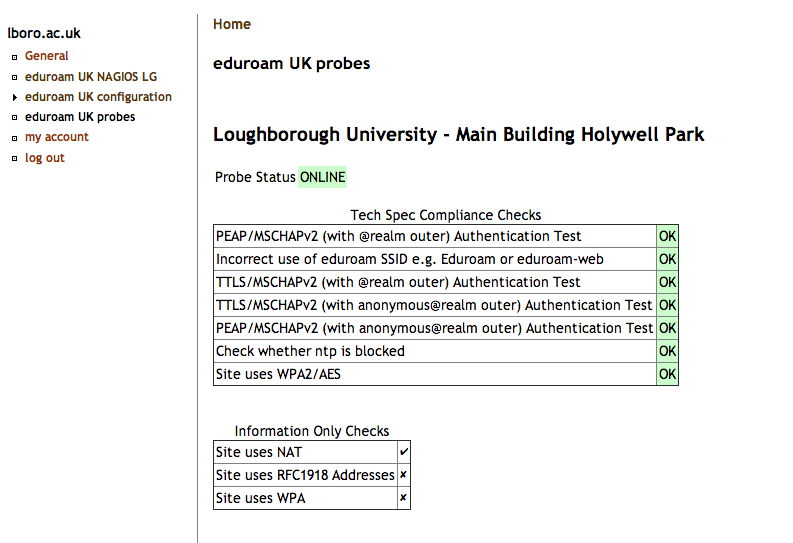 lboro.ac.uk
General
eduroam UK NAGIOS LG
eduroam UK configuration
eduroam UK probes
my account
log out
Home
eduroam UK probes
Loughborough University - Main Building Holywell Park
Probe Status ONLINE
Tech Spec Compliance Checks
PEAP/MSCHAPv2 (with @realm outer) Authentication Test OK
Incorrect use of eduroam SSID e.g. Eduroam or eduroam-web OK
TTLS/MSCHAPv2 (with @realm outer) Authentication Test OK
TTLS/MSCHAPv2 (with anonymous@realm outer) Authentication Test OK
PEAP/MSCHAPv2 (with anonymous@realm outer) Authentication Test OK
Check whether ntp is blocked OK
Site uses WPA2/AES OK
Information Only Checks
Site uses NAT ✔
Site uses RFC1918 Addresses ✘
Site uses WPA ✘